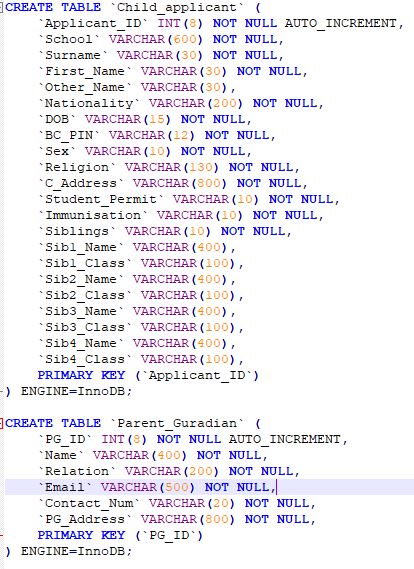 CREATE TABLE `Child_applicant` (
`Applicant_ID` INT(8) NOT NULL AUTO_INCREMENT,
`School` VARCHAR(600) NOT NULL,
`Surname` VARCHAR(30) NOT NULL,
`First_Name` VARCHAR(30) NOT NULL,
`Other_Name` VARCHAR(30),
`Nationality` VARCHAR(200) NOT NULL,
`DOB` VARCHAR(15) NOT NULL,
`BC_PIN` VARCHAR(12) NOT NULL,
`Sex` VARCHAR(10) NOT NULL,
`Religion` VARCHAR(130) NOT NULL,
`C_Address` VARCHAR(800) NOT NULL,
`Student_Permit` VARCHAR(10) NOT NULL,
`Immunisation` VARCHAR(10) NOT NULL,
`Siblings` VARCHAR(10) NOT NULL,
`Sib1_Name` VARCHAR(400),
`Sib1_Class` VARCHAR(100),
`Sib2_Name` VARCHAR(400),
`Sib2_Class` VARCHAR(100),
`Sib3_Name` VARCHAR(400),
`Sib3_Class` VARCHAR(100),
`Sib4_Name` VARCHAR(400),
`Sib4_Class` VARCHAR(100),
PRIMARY KEY (`Applicant_ID`)
) ENGINE=InnoDB;
CREATE TABLE `Parent_Guradian` (
`PG_ID` INT(8) NOT NULL AUTO_INCREMENT,
`Name` VARCHAR(400) NOT NULL,
`Relation` VARCHAR(200) NOT NULL,
`Email` VARCHAR(500) NOT NULL,
`Contact_Num` VARCHAR(20) NOT NULL,
`PG_Address` VARCHAR(800) NOT NULL,
PRIMARY KEY (`PG_ID`)
) ENGINE=InnoDB;